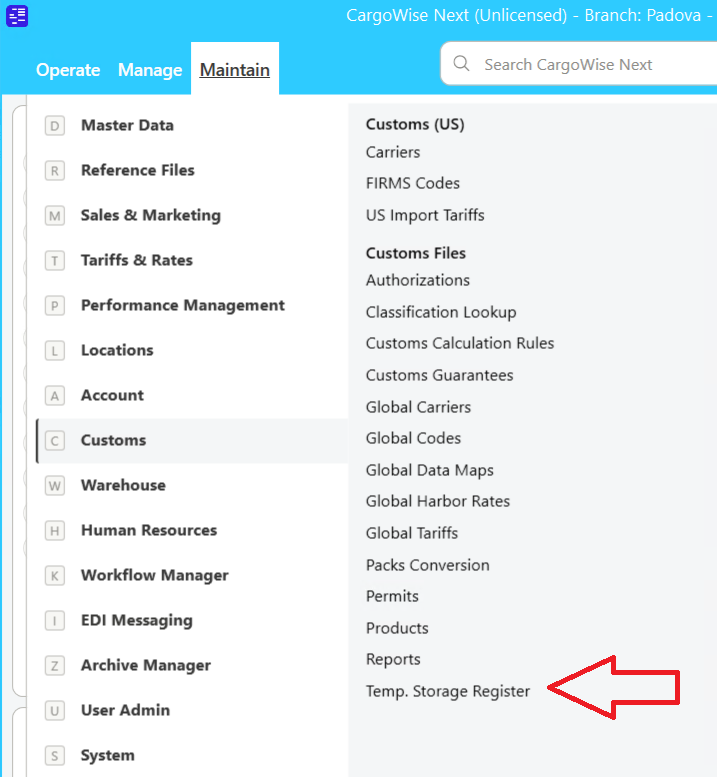 CargoWise Next (Unlicensed) - Branch: Padova -
Operate Manage Maintain
Search CargoWise Next
D Master Data
R Reference Files
M Sales & Marketing
T Tariffs & Rates
P Performance Management
L Locations
A Account
C Customs
W Warehouse
H Human Resources
K Workflow Manager
I EDI Messaging
Z Archive Manager
U User Admin
S System
Customs (US)
Carriers
FIRMS Codes
US Import Tariffs
Customs Files
Authorizations
Classification Lookup
Customs Calculation Rules
Customs Guarantees
Global Carriers
Global Codes
Global Data Maps
Global Harbor Rates
Global Tariffs
Packs Conversion
Permits
Products
Reports
Temp. Storage Register